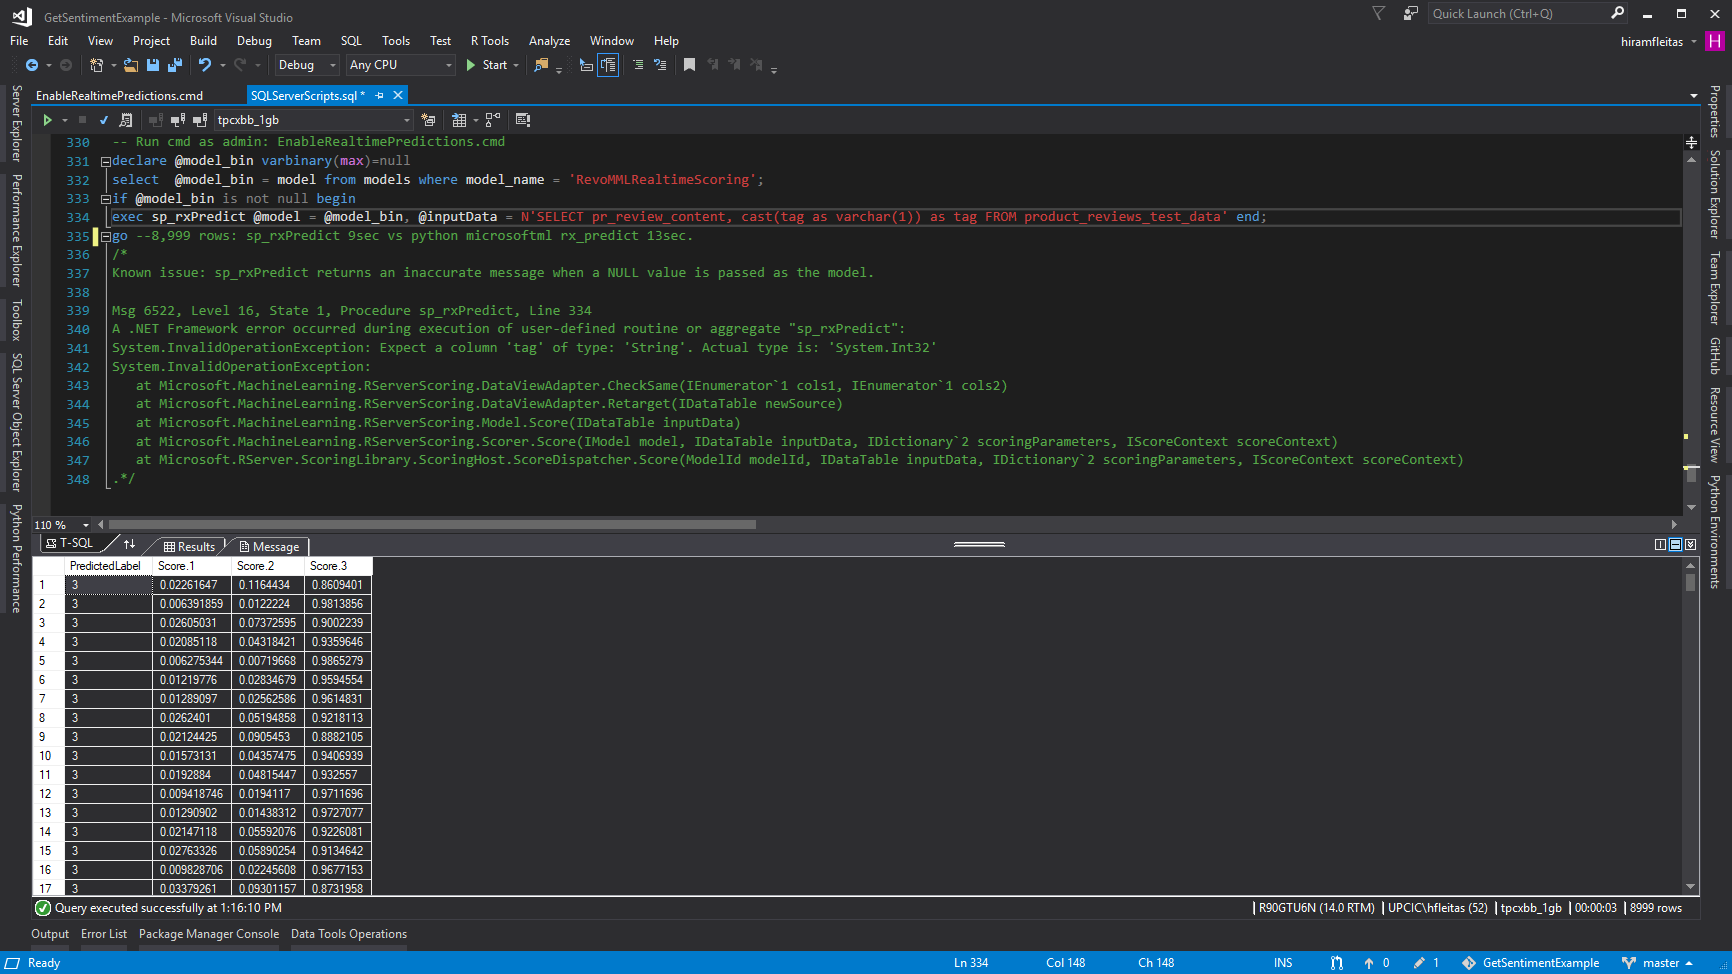 GetSentimentExample - Microsoft Visual Studio
Quick Launch (Ctrl+Q)
File Edit View Project Build Debug Team SQL Tools Test R Tools Analyze Window Help
hiramfleitas H
Debug Any CPU Start
EnableRealtimePredictions.cmd SQLServerScripts.sql *
tpcxbb_1gb
Server Explorer
Performance Explorer
Toolbox
SQL Server Object Explorer
Python Performance
330 -- Run cmd as admin: EnableRealtimePredictions.cmd
331 declare @model_bin varbinary(max)=null
332 select  @model_bin = model from models where model_name = 'RevoMMLRealtimeScoring';
333 if @model_bin is not null begin
334 exec sp_rxPredict @model = @model_bin, @inputData = N'SELECT pr_review_content, cast(tag as varchar(1)) as tag FROM product_reviews_test_data' end;
335 go --8,999 rows: sp_rxPredict 9sec vs python microsoftml rx_predict 13sec.
336 /*
337 Known issue: sp_rxPredict returns an inaccurate message when a NULL value is passed as the model.
338
339 Msg 6522, Level 16, State 1, Procedure sp_rxPredict, Line 334
340 A .NET Framework error occurred during execution of user-defined routine or aggregate "sp_rxPredict":
341 System.InvalidOperationException: Expect a column 'tag' of type: 'String'. Actual type is: 'System.Int32'
342 System.InvalidOperationException:
343    at Microsoft.MachineLearning.RServerScoring.DataViewAdapter.CheckSame(IEnumerator`1 cols1, IEnumerator`1 cols2)
344    at Microsoft.MachineLearning.RServerScoring.DataViewAdapter.Retarget(IDataTable newSource)
345    at Microsoft.MachineLearning.RServerScoring.Model.Score(IDataTable inputData)
346    at Microsoft.MachineLearning.RServerScoring.Scorer.Score(IModel model, IDataTable inputData, IDictionary`2 scoringParameters, IScoreContext scoreContext)
347    at Microsoft.RServer.ScoringLibrary.ScoringHost.ScoreDispatcher.Score(ModelId modelId, IDataTable inputData, IDictionary`2 scoringParameters, IScoreContext scoreContext)
348 .*/
Properties
Solution Explorer
Team Explorer
GitHub
Resource View
Python Environments
110 %
T-SQL Results Message
PredictedLabel Score.1 Score.2 Score.3
1 3 0.02261647 0.1164434 0.8609401
2 3 0.006391859 0.0122224 0.9813856
3 3 0.02605031 0.07372595 0.9002239
4 3 0.02085118 0.04318421 0.9359646
5 3 0.006275344 0.00719668 0.9865279
6 3 0.01219776 0.02834679 0.9594554
7 3 0.01289097 0.02562586 0.9614831
8 3 0.0262401 0.05194858 0.9218113
9 3 0.02124425 0.0905453 0.8882105
10 3 0.01573131 0.04357475 0.9406939
11 3 0.0192884 0.04815447 0.932557
12 3 0.009418746 0.0194117 0.9711696
13 3 0.01290902 0.01438312 0.9727077
14 3 0.02147118 0.05592076 0.9226081
15 3 0.02763326 0.05890254 0.9134642
16 3 0.009828706 0.02245608 0.9677153
17 3 0.03379261 0.09301157 0.8731958
Query executed successfully at 1:16:10 PM R90GTU6N (14.0 RTM) UPCIC\hfleitas (52) tpcxbb_1gb 00:00:03 8999 rows
Output Error List Package Manager Console Data Tools Operations
Ready Ln 334 Col 148 Ch 148 INS 0 1 GetSentimentExample master